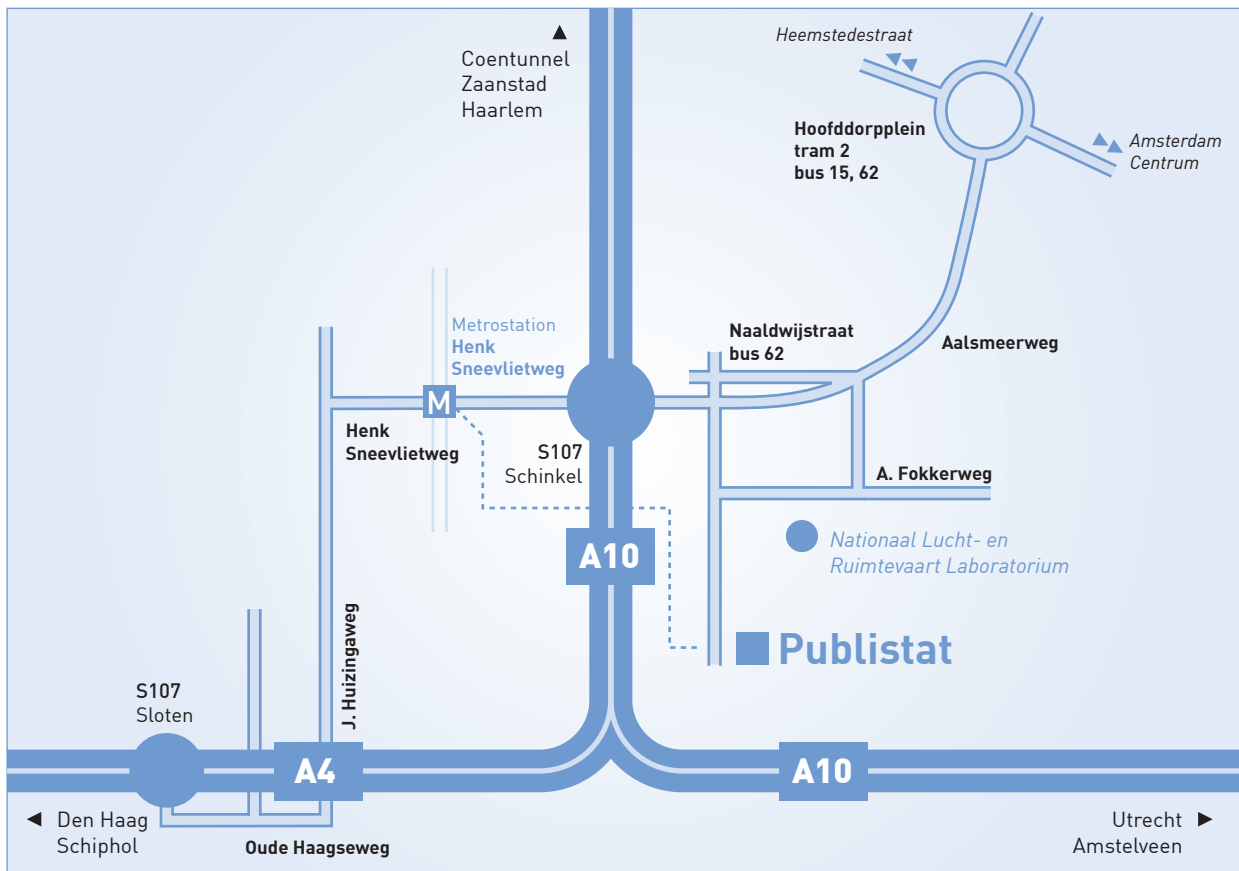 Heemstedestraat
Coentunnel
Zaanstad
Haarlem
Hoofddorpplein
tram 2
bus 15, 62
Amsterdam
Centrum
Metrostation
Henk
Sneevlietweg
Naaldwijstraat
bus 62
Aalsmeerweg
M
Henk
Sneevlietweg
S107
Schinkel
A. Fokkerweg
A10
Nationaal Lucht- en
Ruimtevaart Laboratorium
Publistat
J. Huizingaweg
S107
Sloten
A4
A10
Den Haag
Schiphol
Oude Haagseweg
Utrecht
Amstelveen